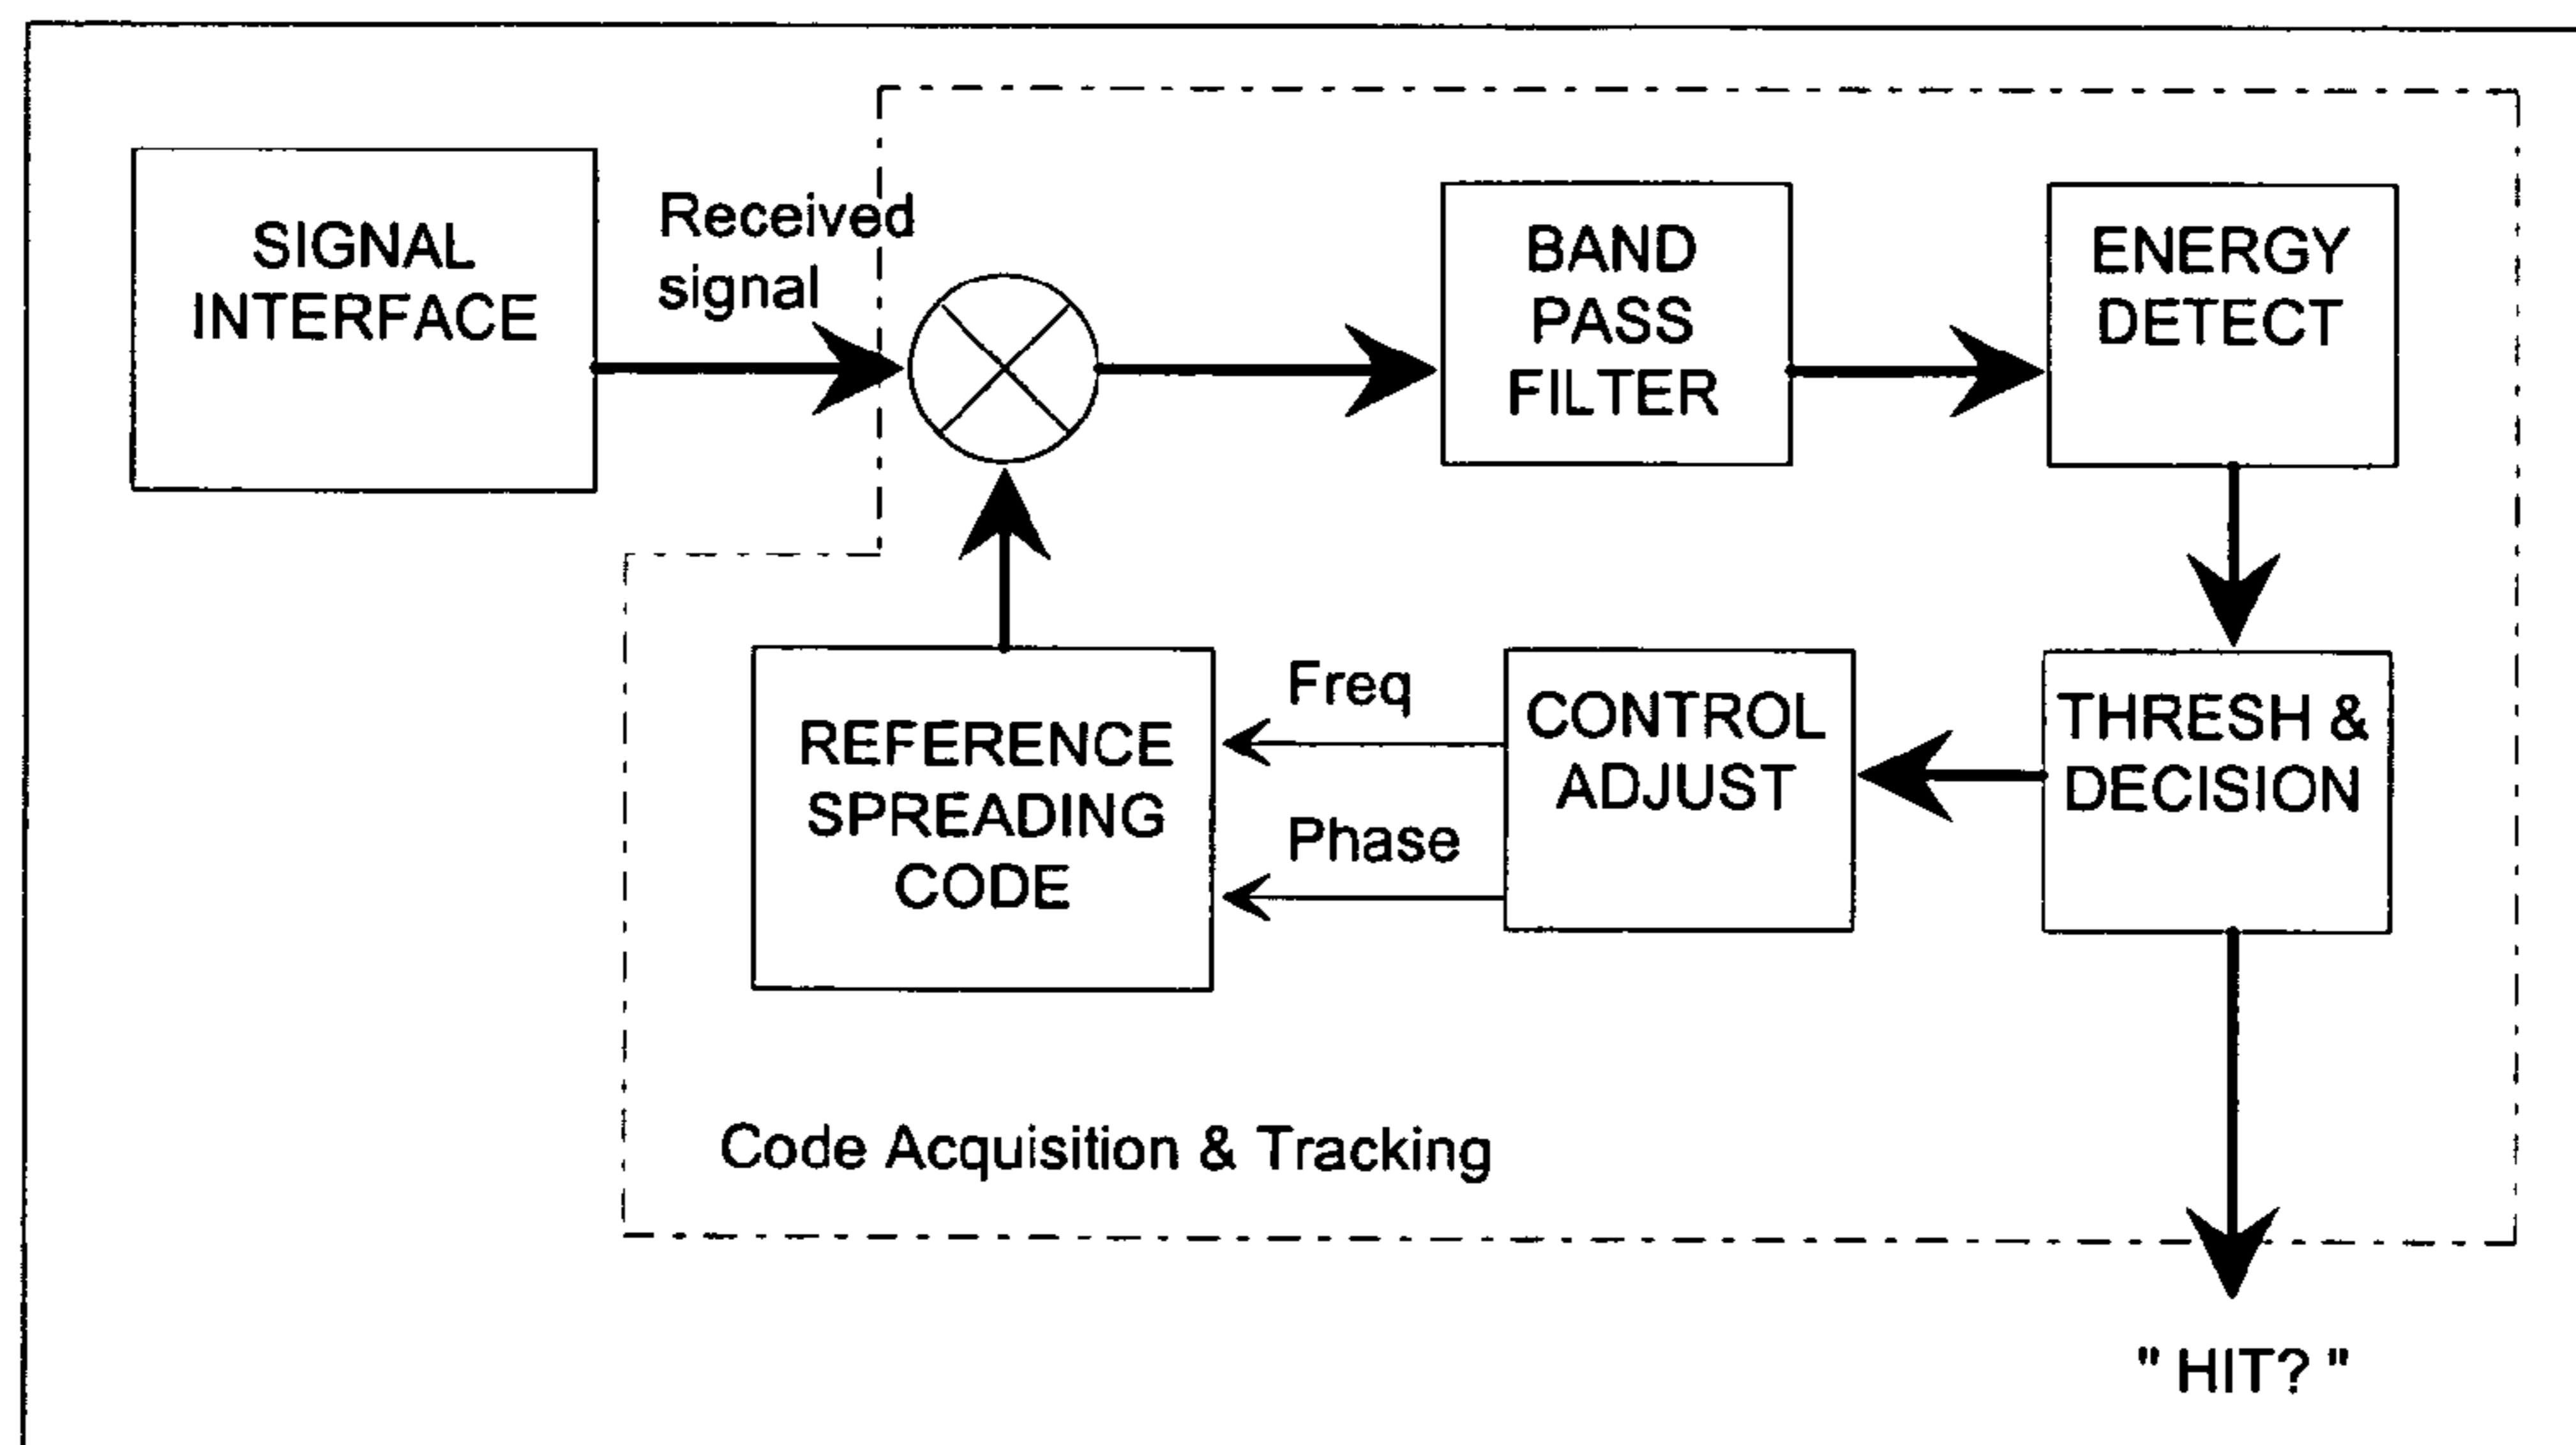 SIGNAL
INTERFACE
Received
signal
BAND
PASS
FILTER
ENERGY
DETECT
REFERENCE
SPREADING
CODE
Freq
Phase
CONTROL
ADJUST
THRESH &
DECISION
Code Acquisition & Tracking
" HIT? "